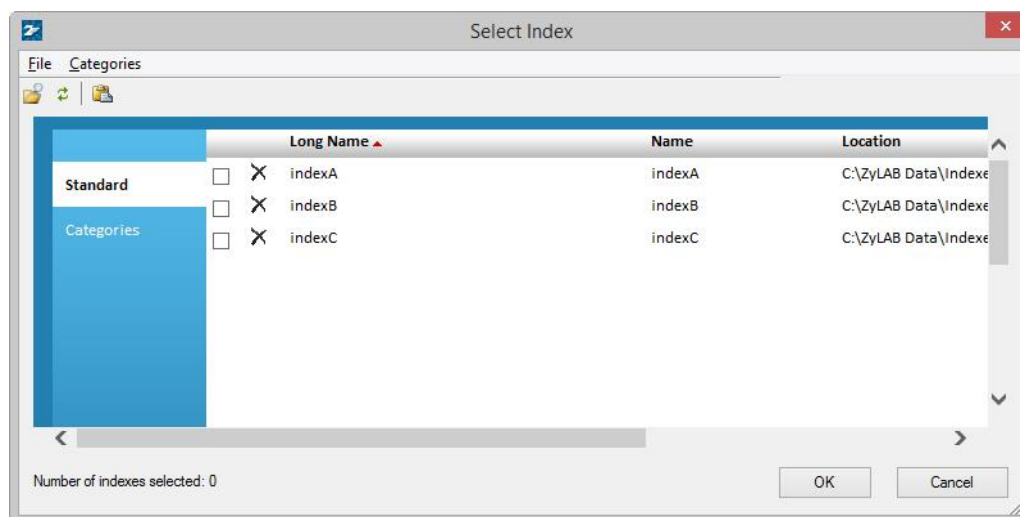 Select Index
File Categories
Long Name Name Location
Standard
Categories
indexA indexA C:\ZyLAB Data\Indexe
indexB indexB C:\ZyLAB Data\Indexe
indexC indexC C:\ZyLAB Data\Indexe
Number of indexes selected: 0
OK Cancel